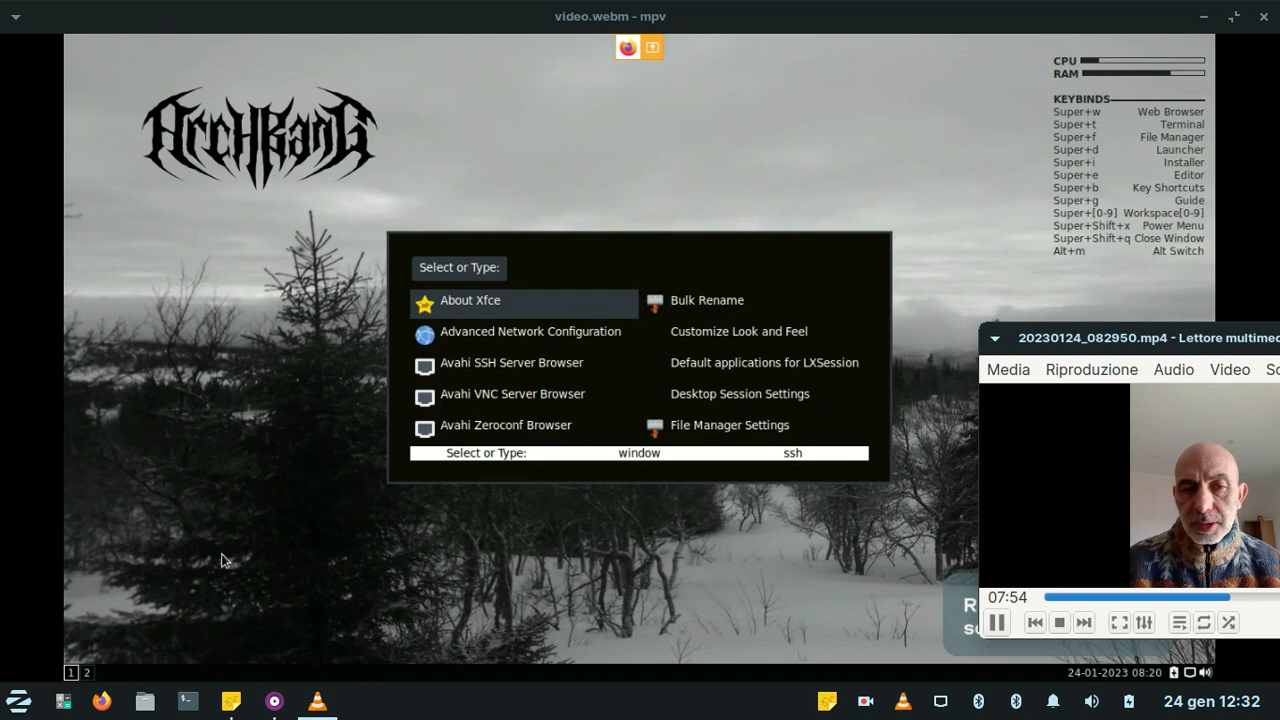 video.webm - mpv
ArchBanG
CPU
RAM
KEYBINDS
Super+w Web Browser
Super+t Terminal
Super+f File Manager
Super+d Launcher
Super+i Installer
Super+e Editor
Super+b Key Shortcuts
Super+g Guide
Super+[0-9] Workspace[0-9]
Super+Shift+x Power Menu
Super+Shift+q Close Window
Alt+m Alt Switch
Select or Type:
About Xfce
Bulk Rename
Advanced Network Configuration
Customize Look and Feel
Avahi SSH Server Browser
Default applications for LXSession
Avahi VNC Server Browser
Desktop Session Settings
Avahi Zeroconf Browser
File Manager Settings
Select or Type: window ssh
20230124_082950.mp4 - Lettore multimed
Media Riproduzione Audio Video
07:54
1 2
24-01-2023 08:20
24 gen 12:32